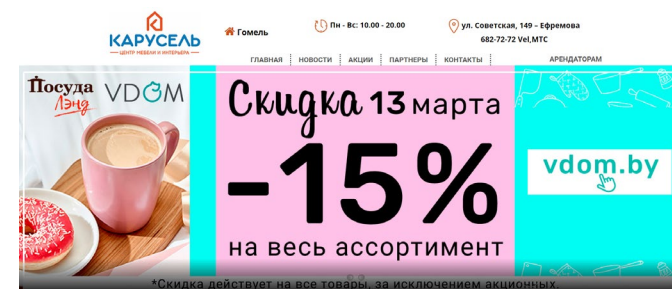 КАРУСЕЛЬ
ЦЕНТР МЕБЕЛИ И ИНТЕРЬЕРА
Гомель
Пн - Вс: 10.00 - 20.00
ул. Советская, 149 – Ефремова
682-72-72 Vel,МТС
ГЛАВНАЯ НОВОСТИ АКЦИИ ПАРТНЕРЫ КОНТАКТЫ АРЕНДАТОРАМ
Посуда
Лэнд
VDOM
Скидка 13 марта
-15%
на весь ассортимент
vdom.by
*Скидка действует на все товары, за исключением акционных.